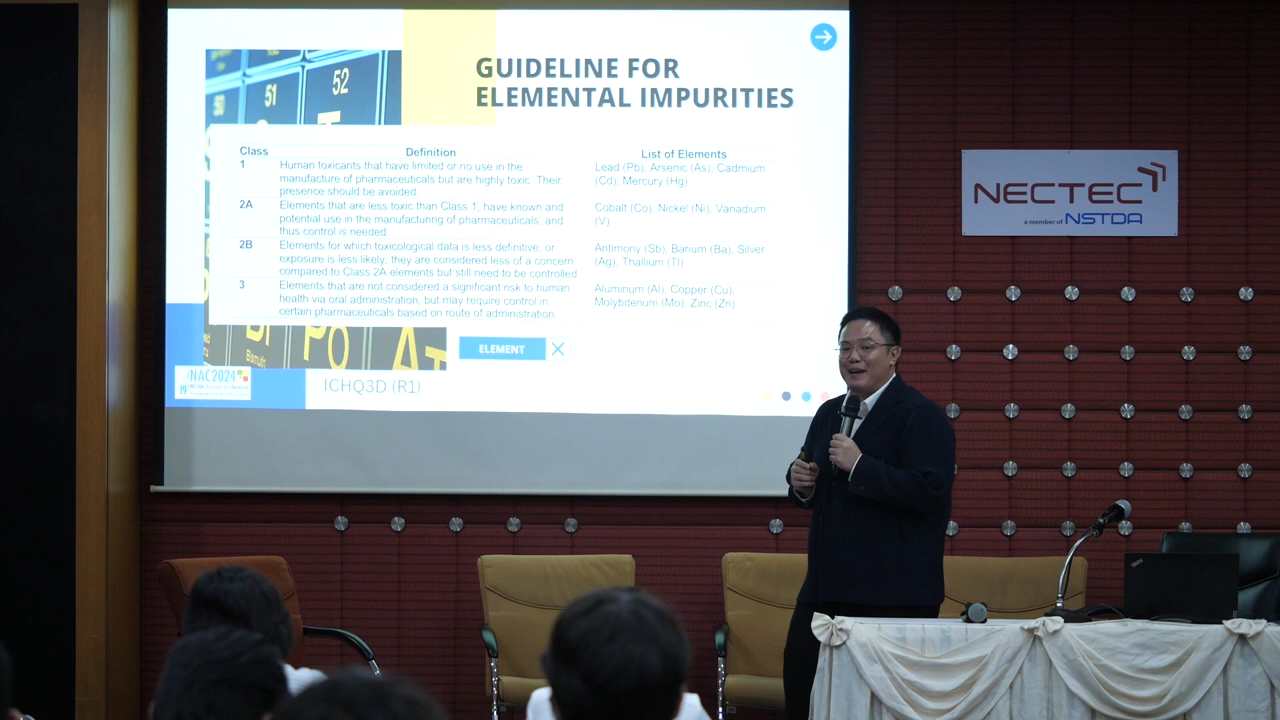 52
51
50
GUIDELINE FOR
ELEMENTAL IMPURITIES
Class Definition List of Elements
1 Human toxicants that have limited or no use in the
manufacture of pharmaceuticals but are highly toxic. Their
presence should be avoided.
Lead (Pb), Arsenic (As), Cadmium
(Cd), Mercury (Hg)
2A Elements that are less toxic than Class 1, have known and
potential use in the manufacturing of pharmaceuticals, and
thus control is needed.
Cobalt (Co), Nickel (Ni), Vanadium
(V)
2B Elements for which toxicological data is less definitive, or
exposure is less likely; they are considered less of a concern
compared to Class 2A elements but still need to be controlled
Antimony (Sb), Barium (Ba), Silver
(Ag), Thallium (Tl)
3 Elements that are not considered a significant risk to human
health via oral administration, but may require control in
certain pharmaceuticals based on route of administration.
Aluminum (Al), Copper (Cu),
Molybdenum (Mo), Zinc (Zn)
Bi Po At
Bismuth
ELEMENT
NAC2024
19
ICHQ3D (R1)
NECTEC
a member of NSTDA